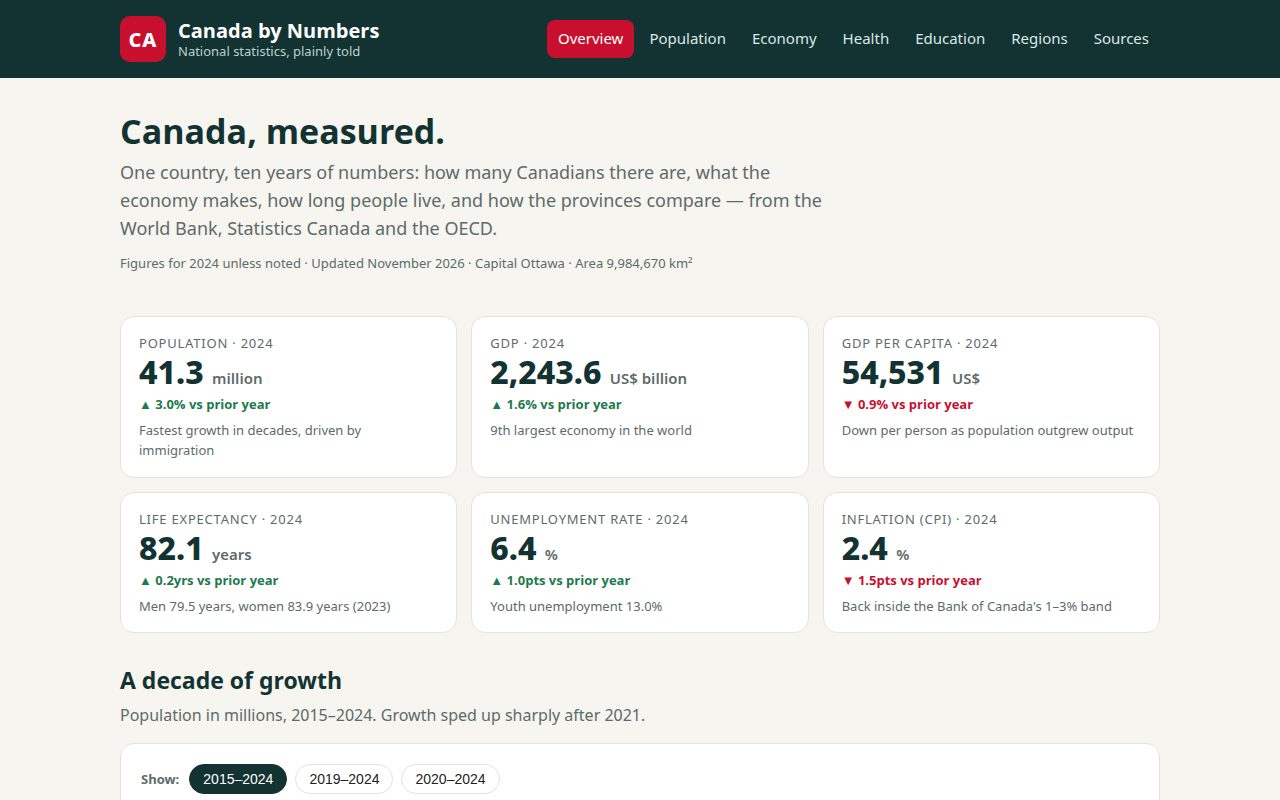 CA
Canada by Numbers
National statistics, plainly told
Overview Population Economy Health Education Regions Sources
Canada, measured.
One country, ten years of numbers: how many Canadians there are, what the
economy makes, how long people live, and how the provinces compare — from the
World Bank, Statistics Canada and the OECD.
Figures for 2024 unless noted · Updated November 2026 · Capital Ottawa · Area 9,984,670 km²
POPULATION · 2024
41.3 million
▲ 3.0% vs prior year
Fastest growth in decades, driven by
immigration
GDP · 2024
2,243.6 US$ billion
▲ 1.6% vs prior year
9th largest economy in the world
GDP PER CAPITA · 2024
54,531 US$
▼ 0.9% vs prior year
Down per person as population outgrew output
LIFE EXPECTANCY · 2024
82.1 years
▲ 0.2yrs vs prior year
Men 79.5 years, women 83.9 years (2023)
UNEMPLOYMENT RATE · 2024
6.4 %
▲ 1.0pts vs prior year
Youth unemployment 13.0%
INFLATION (CPI) · 2024
2.4 %
▼ 1.5pts vs prior year
Back inside the Bank of Canada's 1–3% band
A decade of growth
Population in millions, 2015–2024. Growth sped up sharply after 2021.
Show: 2015–2024 2019–2024 2020–2024